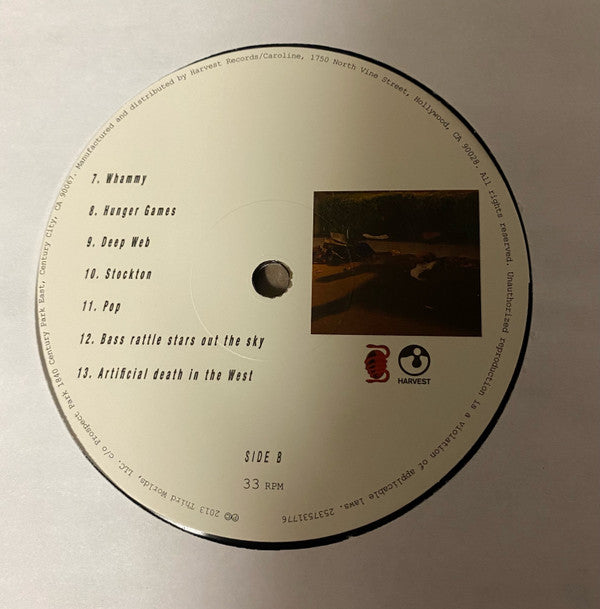 7. Whammy
8. Hunger Games
9. Deep Web
10. Stockton
11. Pop
12. Bass rattle stars out the sky
13. Artificial death in the West
HARVEST
SIDE B
33 RPM
℗© 2013 Third Worlds, LLC. c/o Prospect Park 1840 Century Park East, Century City, CA 90067. Manufactured and distributed by Harvest Records/Caroline, 1750 North Vine Street, Hollywood, CA 90028. All rights reserved. Unauthorized reproduction is a violation of applicable laws. 2537531776